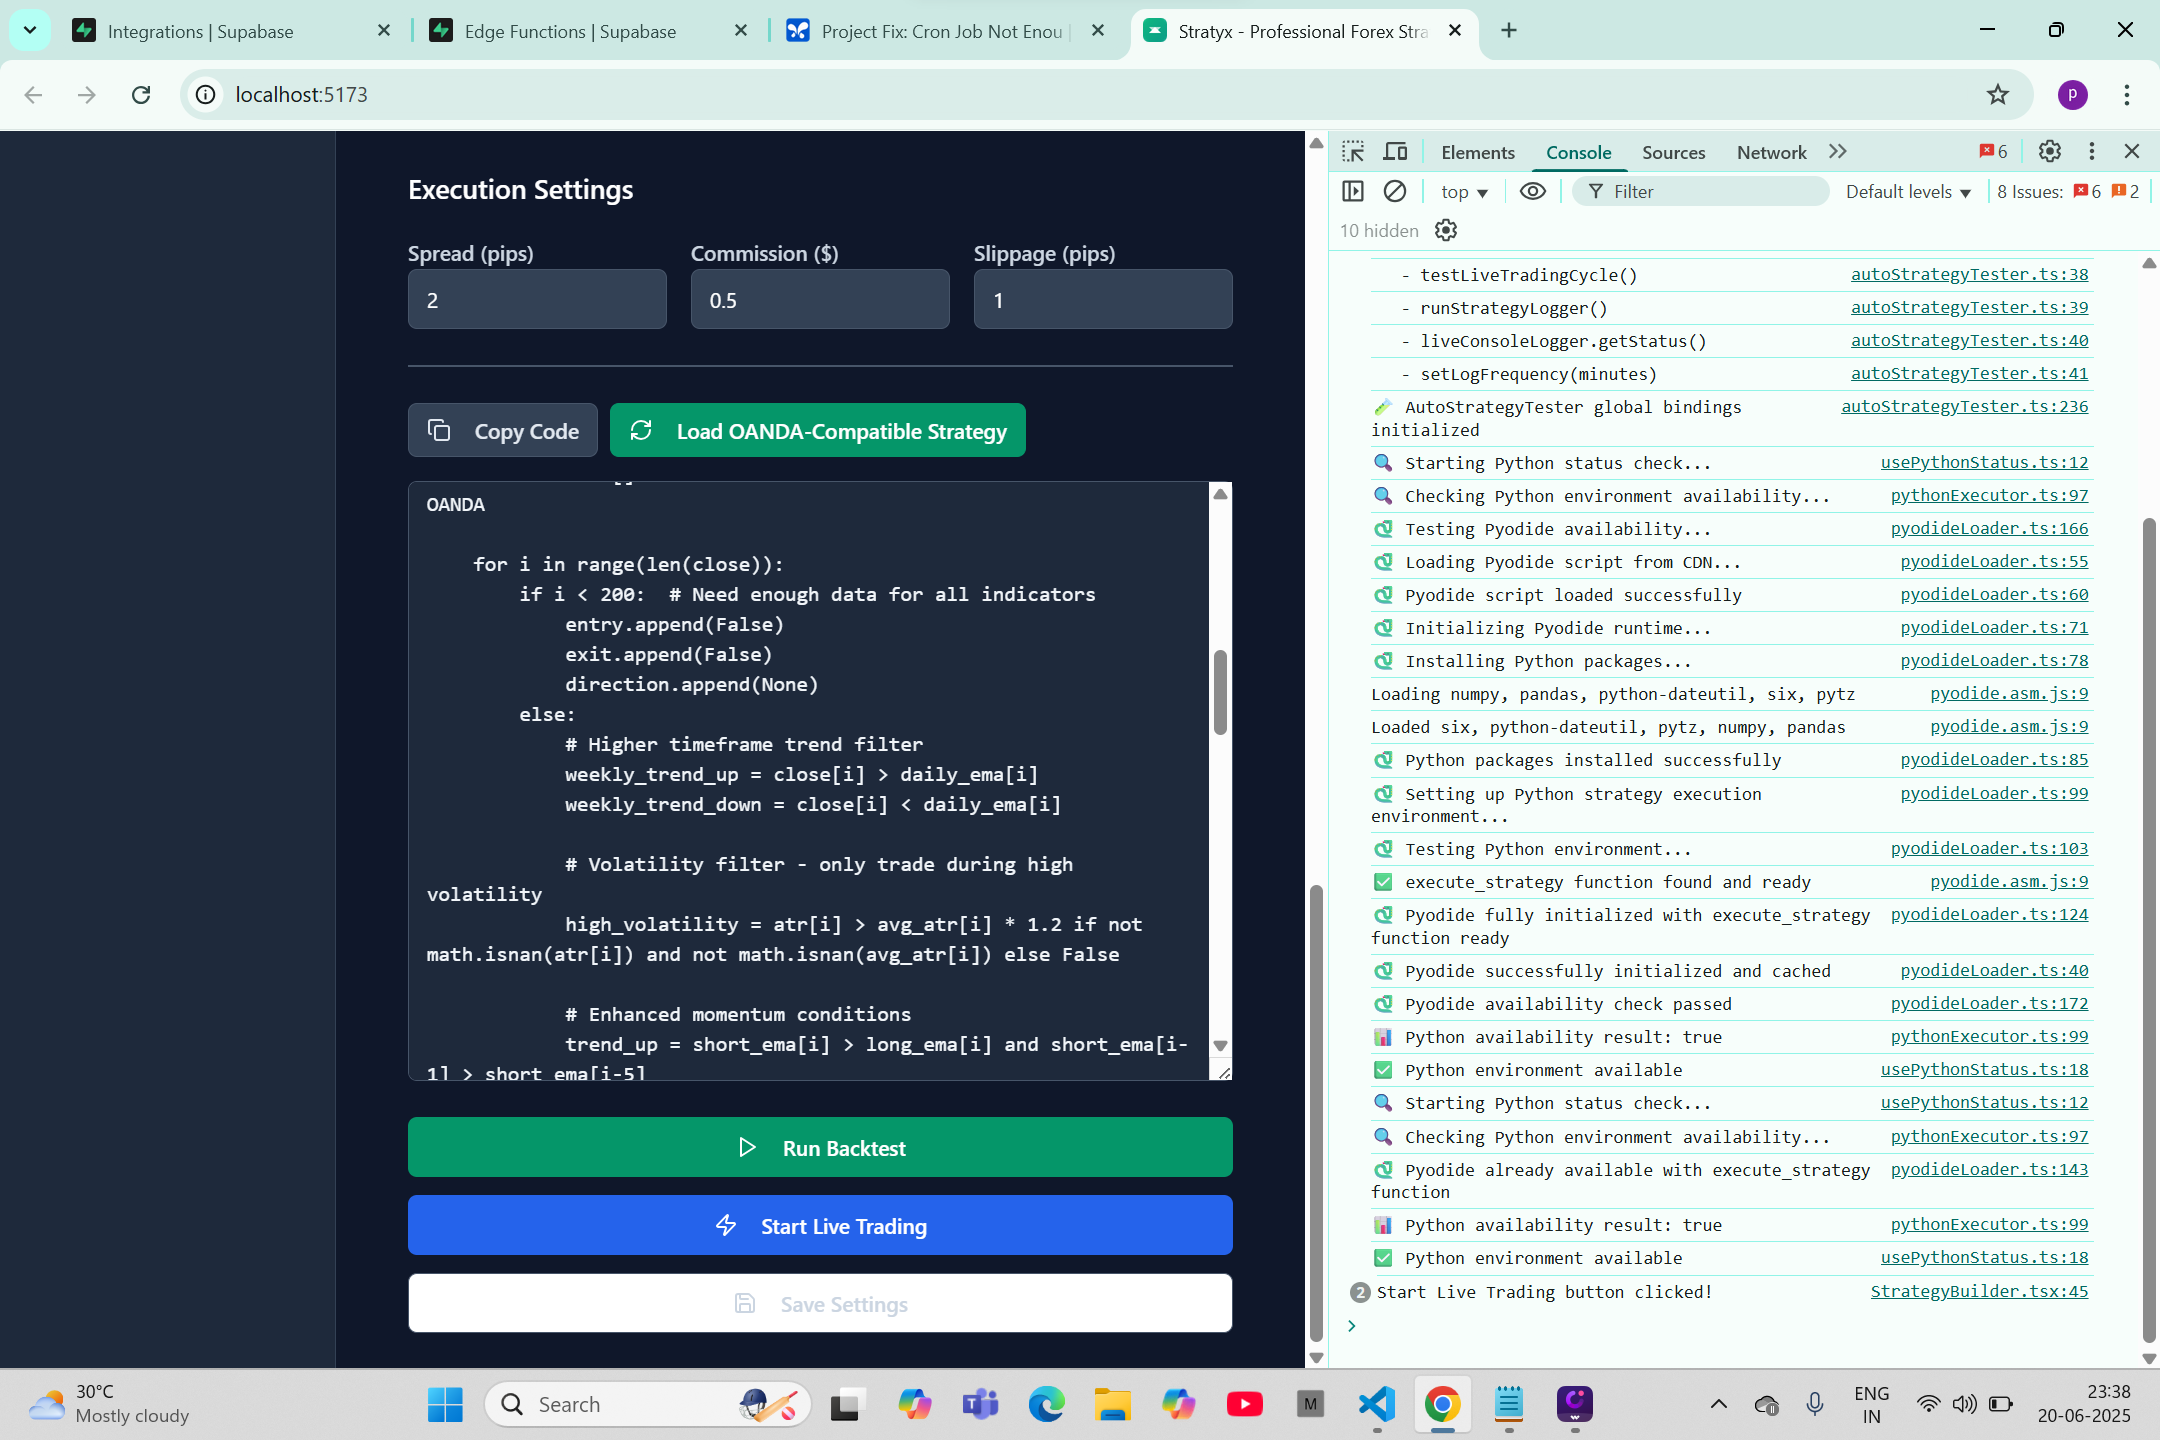 Integrations | Supabase
Edge Functions | Supabase
Project Fix: Cron Job Not Enou
Stratyx - Professional Forex Stra
localhost:5173
p
Execution Settings
Spread (pips)
Commission ($)
Slippage (pips)
2
0.5
1
Copy Code
Load OANDA-Compatible Strategy
OANDA
for i in range(len(close)):
if i < 200:  # Need enough data for all indicators
entry.append(False)
exit.append(False)
direction.append(None)
else:
# Higher timeframe trend filter
weekly_trend_up = close[i] > daily_ema[i]
weekly_trend_down = close[i] < daily_ema[i]
# Volatility filter - only trade during high
volatility
high_volatility = atr[i] > avg_atr[i] * 1.2 if not
math.isnan(atr[i]) and not math.isnan(avg_atr[i]) else False
# Enhanced momentum conditions
trend_up = short_ema[i] > long_ema[i] and short_ema[i-
1] > short_ema[i-5]
Run Backtest
Start Live Trading
Save Settings
Elements
Console
Sources
Network
6
top
Filter
Default levels
8 Issues:
6
2
10 hidden
- testLiveTradingCycle() autoStrategyTester.ts:38
- runStrategyLogger() autoStrategyTester.ts:39
- liveConsoleLogger.getStatus() autoStrategyTester.ts:40
- setLogFrequency(minutes) autoStrategyTester.ts:41
AutoStrategyTester global bindings autoStrategyTester.ts:236
initialized
Starting Python status check... usePythonStatus.ts:12
Checking Python environment availability... pythonExecutor.ts:97
Testing Pyodide availability... pyodideLoader.ts:166
Loading Pyodide script from CDN... pyodideLoader.ts:55
Pyodide script loaded successfully pyodideLoader.ts:60
Initializing Pyodide runtime... pyodideLoader.ts:71
Installing Python packages... pyodideLoader.ts:78
Loading numpy, pandas, python-dateutil, six, pytz pyodide.asm.js:9
Loaded six, python-dateutil, pytz, numpy, pandas pyodide.asm.js:9
Python packages installed successfully pyodideLoader.ts:85
Setting up Python strategy execution pyodideLoader.ts:99
environment...
Testing Python environment... pyodideLoader.ts:103
execute_strategy function found and ready pyodide.asm.js:9
Pyodide fully initialized with execute_strategy pyodideLoader.ts:124
function ready
Pyodide successfully initialized and cached pyodideLoader.ts:40
Pyodide availability check passed pyodideLoader.ts:172
Python availability result: true pythonExecutor.ts:99
Python environment available usePythonStatus.ts:18
Starting Python status check... usePythonStatus.ts:12
Checking Python environment availability... pythonExecutor.ts:97
Pyodide already available with execute_strategy pyodideLoader.ts:143
function
Python availability result: true pythonExecutor.ts:99
Python environment available usePythonStatus.ts:18
2 Start Live Trading button clicked! StrategyBuilder.tsx:45
30°C
Mostly cloudy
Search
M
ENG
IN
23:38
20-06-2025